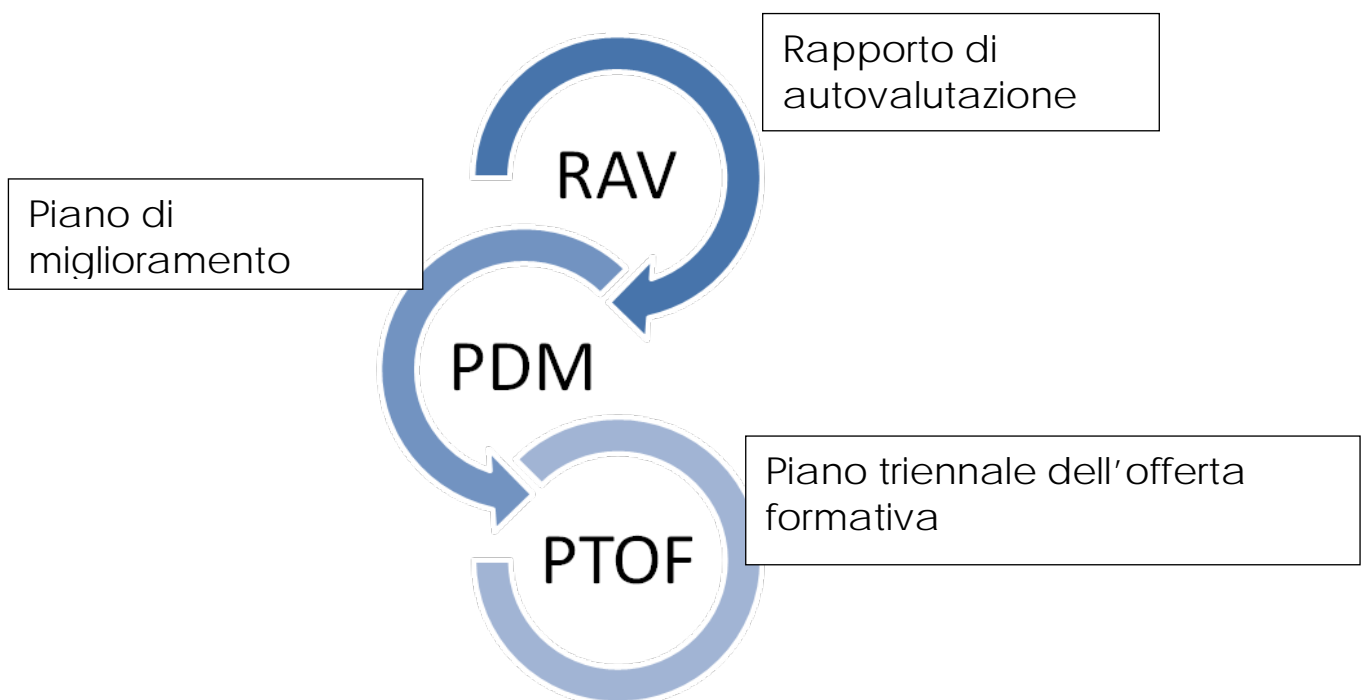 Rapporto di
autovalutazione
RAV
Piano di
miglioramento
PDM
Piano triennale dell’offerta
formativa
PTOF